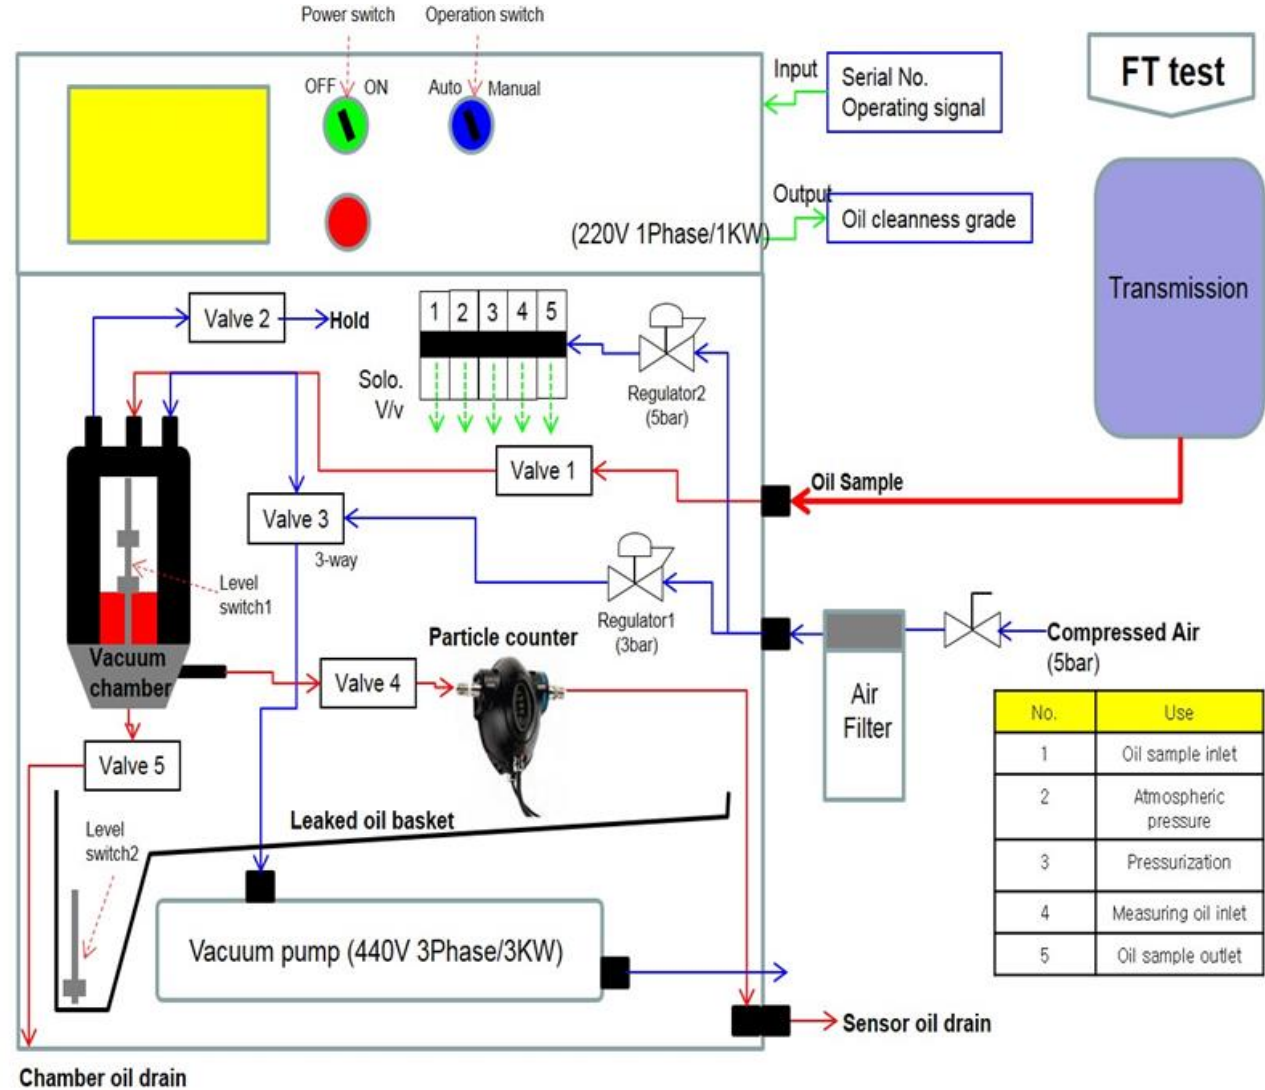 Power switch
Operation switch
OFF
ON
Auto
Manual
Input
Serial No.
Operating signal
FT test
Output
Oil cleanness grade
(220V 1Phase/1KW)
Transmission
Valve 2
Hold
1
2
3
4
5
Solo.
V/v
Regulator2
(5bar)
Valve 1
Oil Sample
Valve 3
3-way
Level
switch1
Regulator1
(3bar)
Particle counter
Compressed Air
(5bar)
Vacuum
chamber
Valve 4
Air
Filter
Valve 5
Leaked oil basket
Level
switch2
Vacuum pump (440V 3Phase/3KW)
No.
Use
1
Oil sample inlet
2
Atmospheric
pressure
3
Pressurization
4
Measuring oil inlet
5
Oil sample outlet
Sensor oil drain
Chamber oil drain